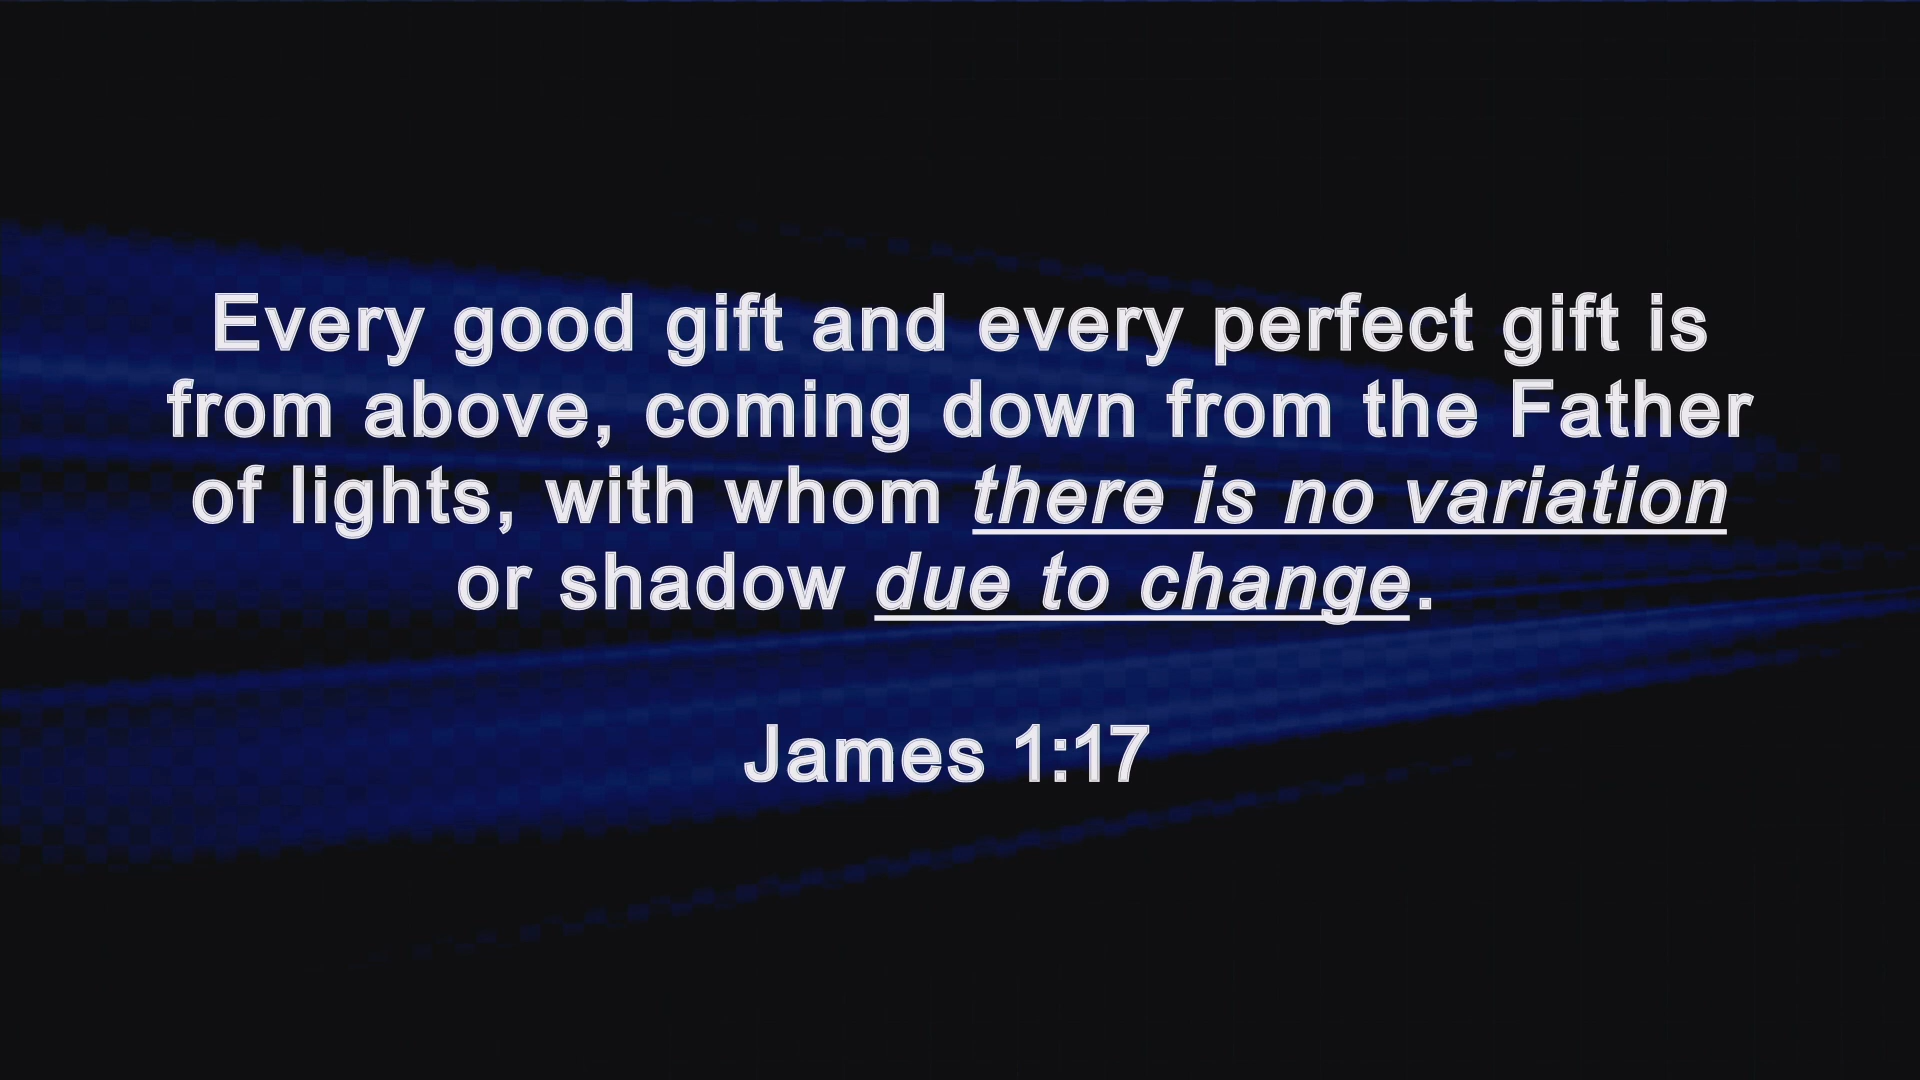 Every good gift and every perfect gift is
from above, coming down from the Father
of lights, with whom there is no variation
or shadow due to change.
James 1:17